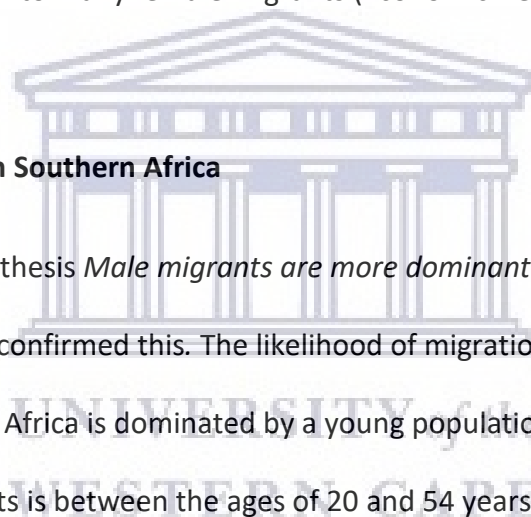 n Southern Africa
thesis Male migrants are more dominant
confirmed this. The likelihood of migratio
Africa is dominated by a young populatio
UNIVERSITY of the
ts is between the ages of 20 and 54 years
WESTERN CAPE